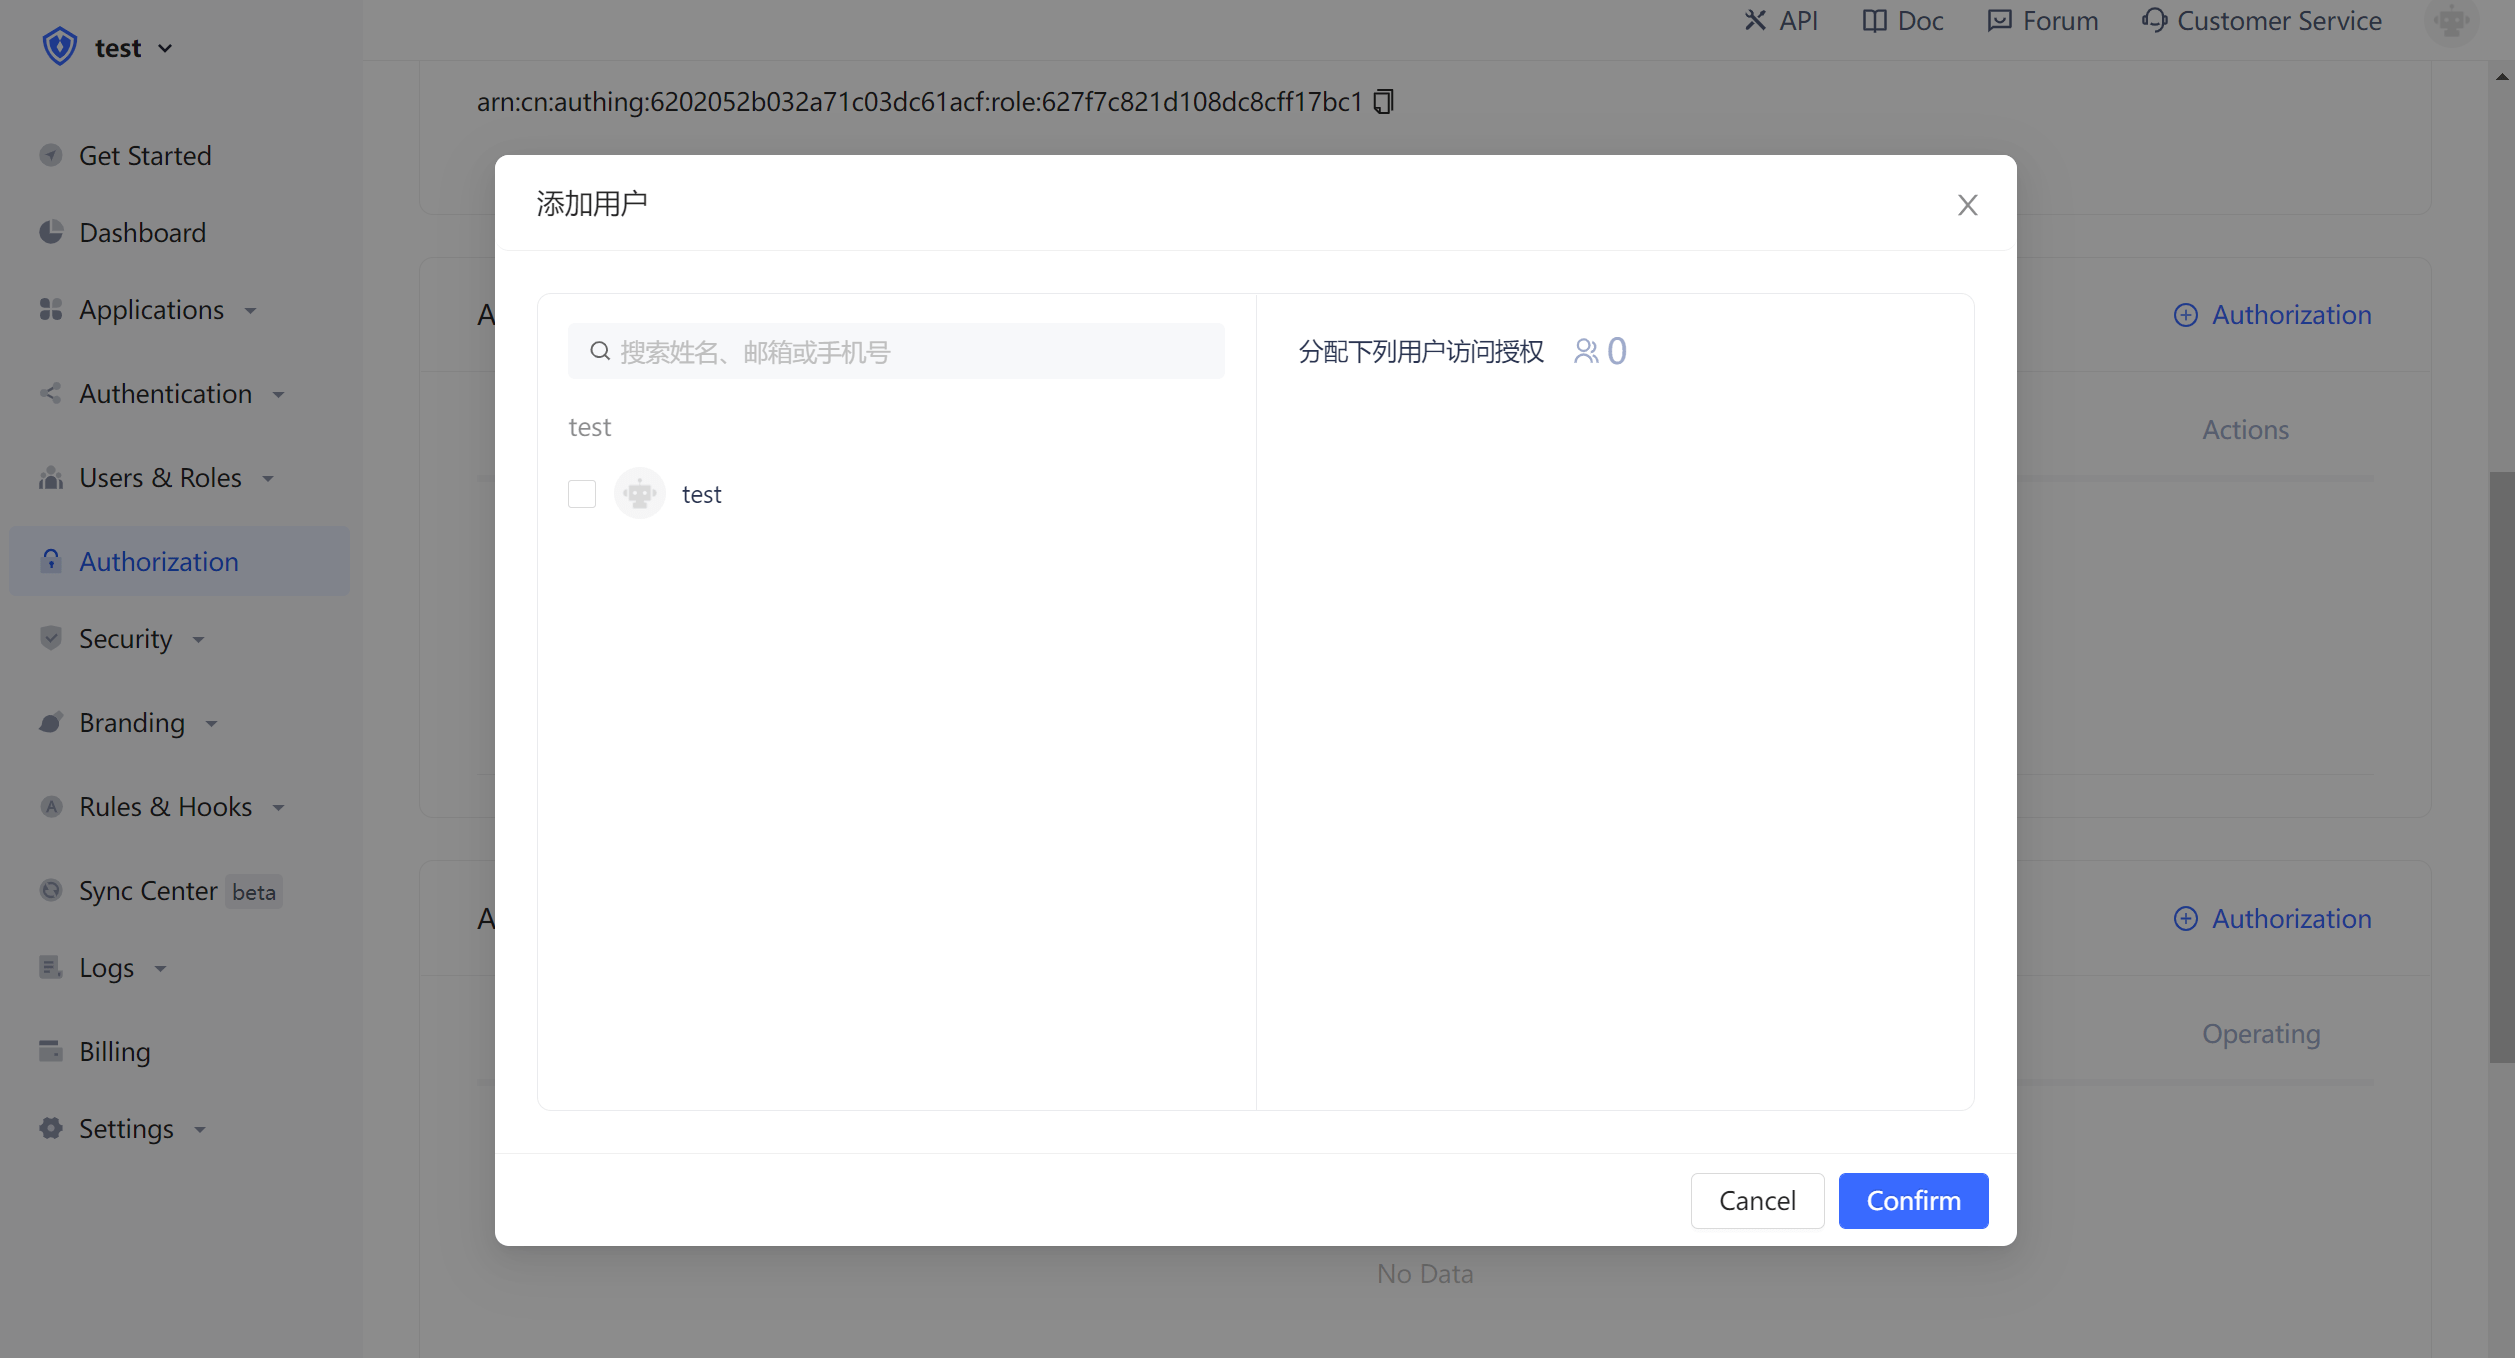 test
API
Doc
Forum
Customer Service
arn:cn:authing:6202052b032a71c03dc61acf:role:627f7c821d108dc8cff17bc1
Get Started
Dashboard
Applications
Authentication
Users & Roles
Authorization
Security
Branding
Rules & Hooks
Sync Center beta
Logs
Billing
Settings
添加用户
搜索姓名、邮箱或手机号
test
test
分配下列用户访问授权 0
Cancel
Confirm
A
Authorization
Actions
A
Authorization
Operating
No Data